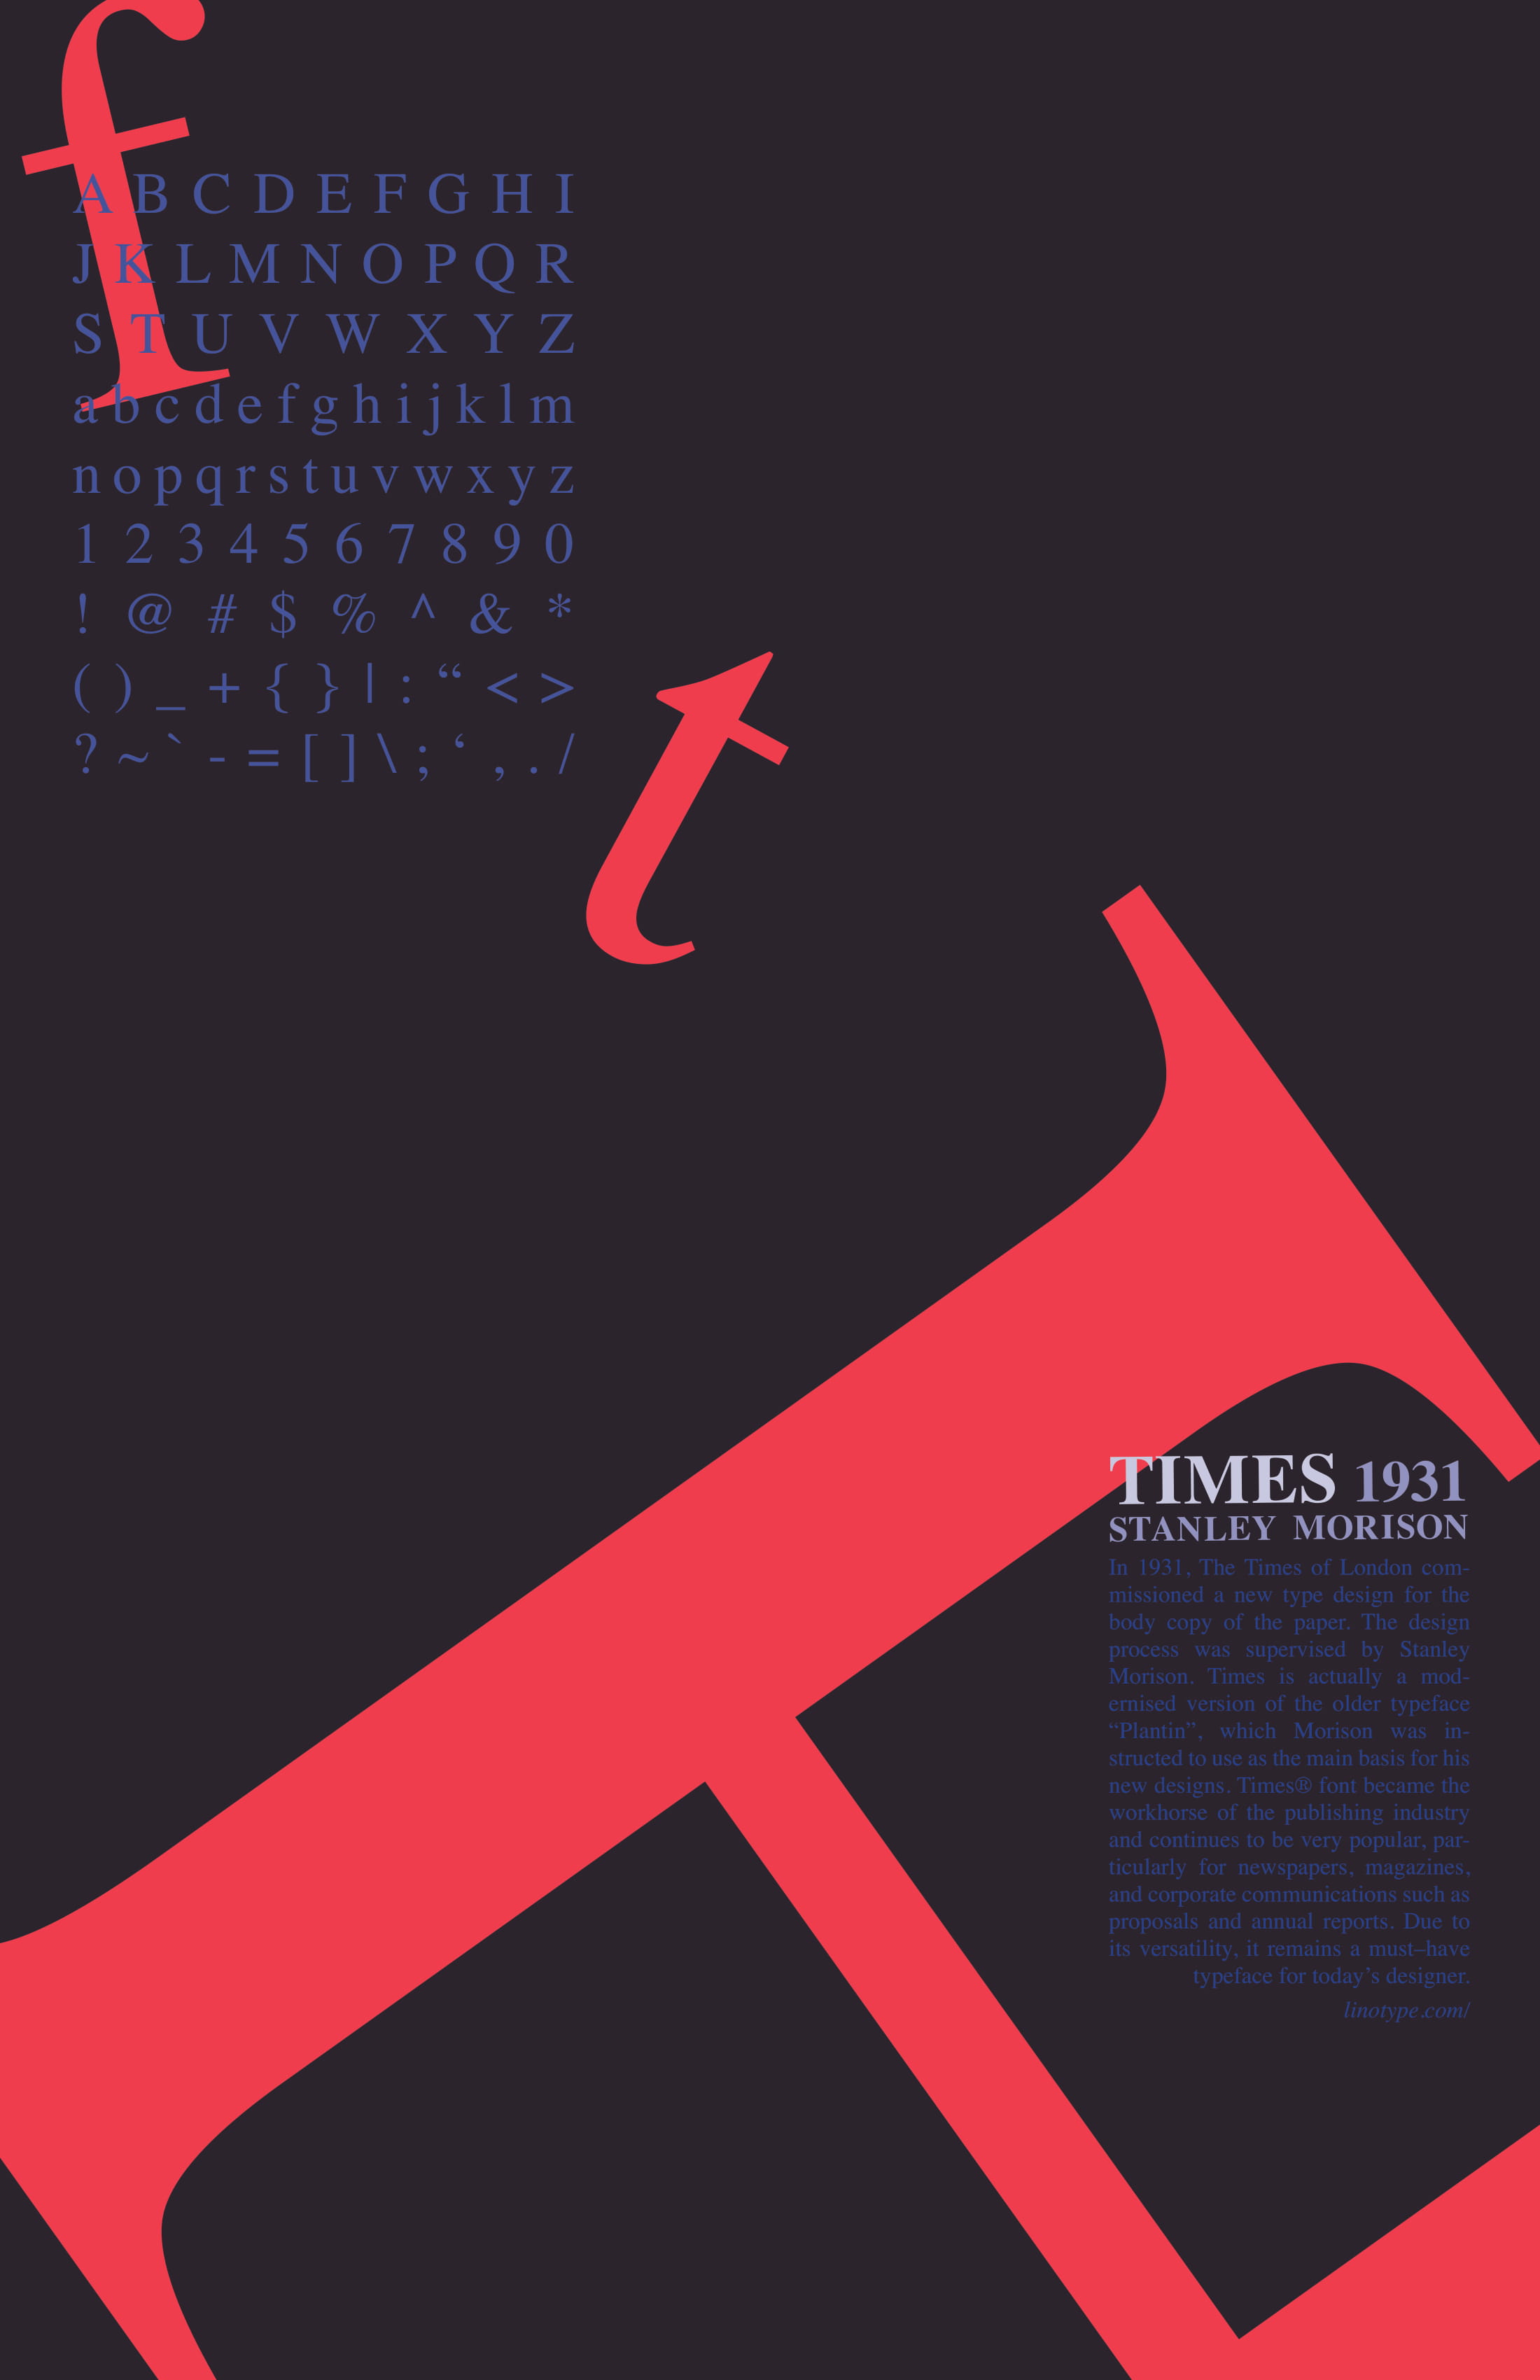 f
A B C D E F G H I
J K L M N O P Q R
S T U V W X Y Z
a b c d e f g h i j k l m
n o p q r s t u v w x y z
1 2 3 4 5 6 7 8 9 0
! @ # $ % ^ & *
( ) _ + { } | : “ < >
? ~ ` - = [ ] \ ; ‘ , . /
t
TIMES 1931
STANLEY MORISON
In 1931, The Times of London com-
missioned a new type design for the
body copy of the paper. The design
process was supervised by Stanley
Morison. Times is actually a mod-
ernised version of the older typeface
“Plantin”, which Morison was in-
structed to use as the main basis for his
new designs. Times® font became the
workhorse of the publishing industry
and continues to be very popular, par-
ticularly for newspapers, magazines,
and corporate communications such as
proposals and annual reports. Due to
its versatility, it remains a must–have
typeface for today’s designer.
linotype.com/